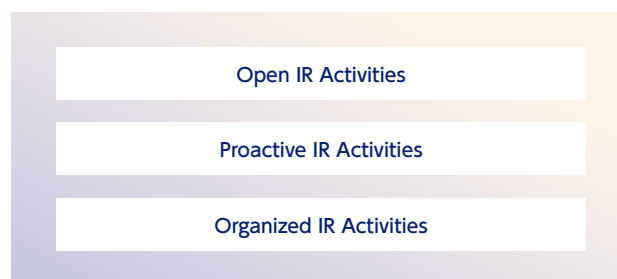 Open IR Activities
Proactive IR Activities
Organized IR Activities